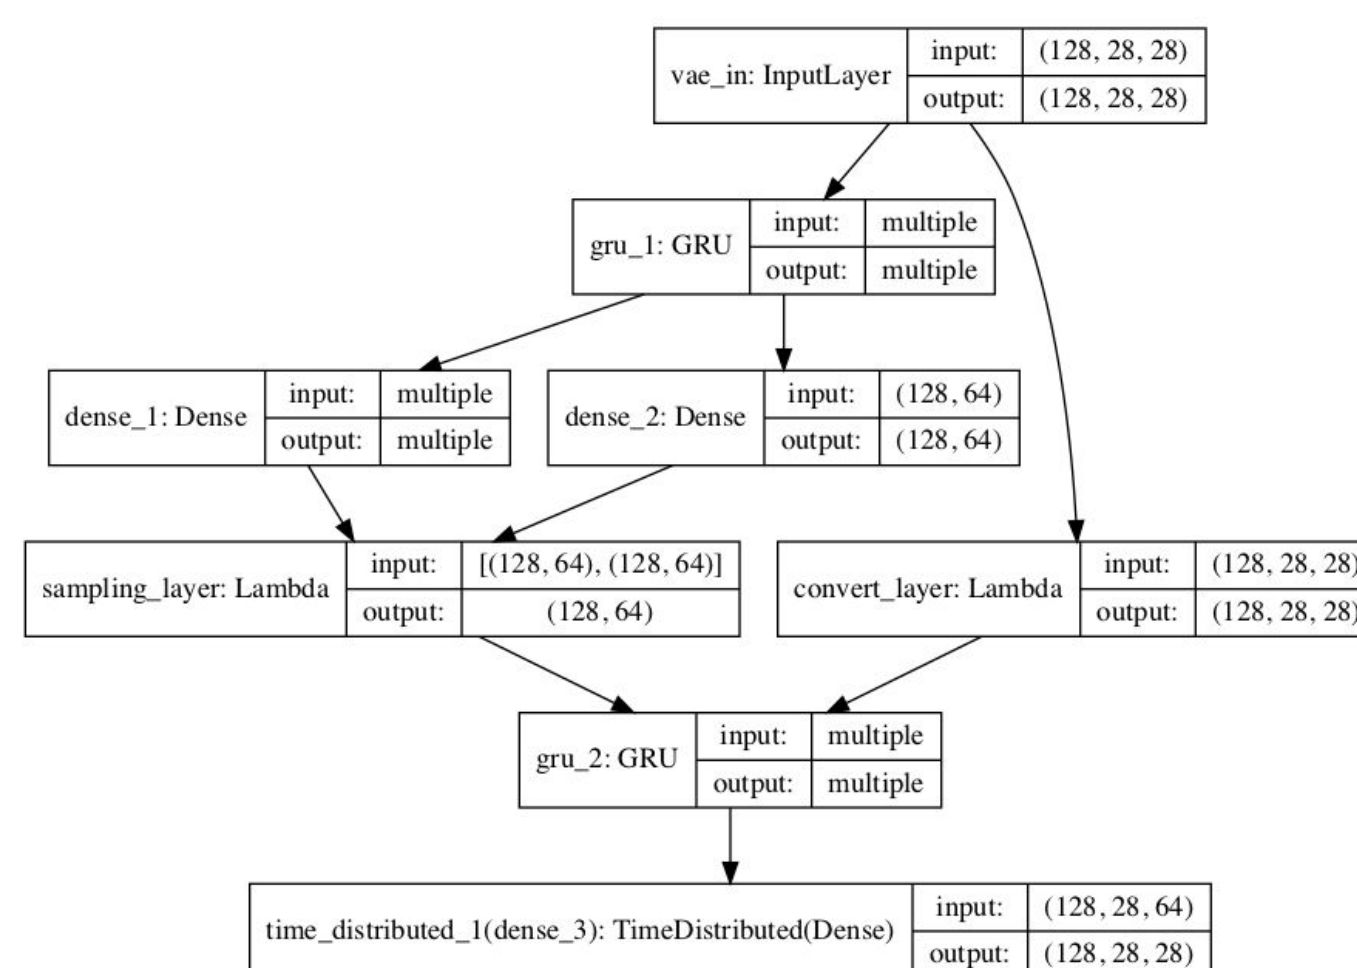 vae_in: InputLayer
input: (128, 28, 28)
output: (128, 28, 28)
gru_1: GRU
input: multiple
output: multiple
dense_1: Dense
input: multiple
output: multiple
dense_2: Dense
input: (128, 64)
output: (128, 64)
sampling_layer: Lambda
input: [(128, 64), (128, 64)]
output: (128, 64)
convert_layer: Lambda
input: (128, 28, 28)
output: (128, 28, 28)
gru_2: GRU
input: multiple
output: multiple
time_distributed_1(dense_3): TimeDistributed(Dense)
input: (128, 28, 64)
output: (128, 28, 28)